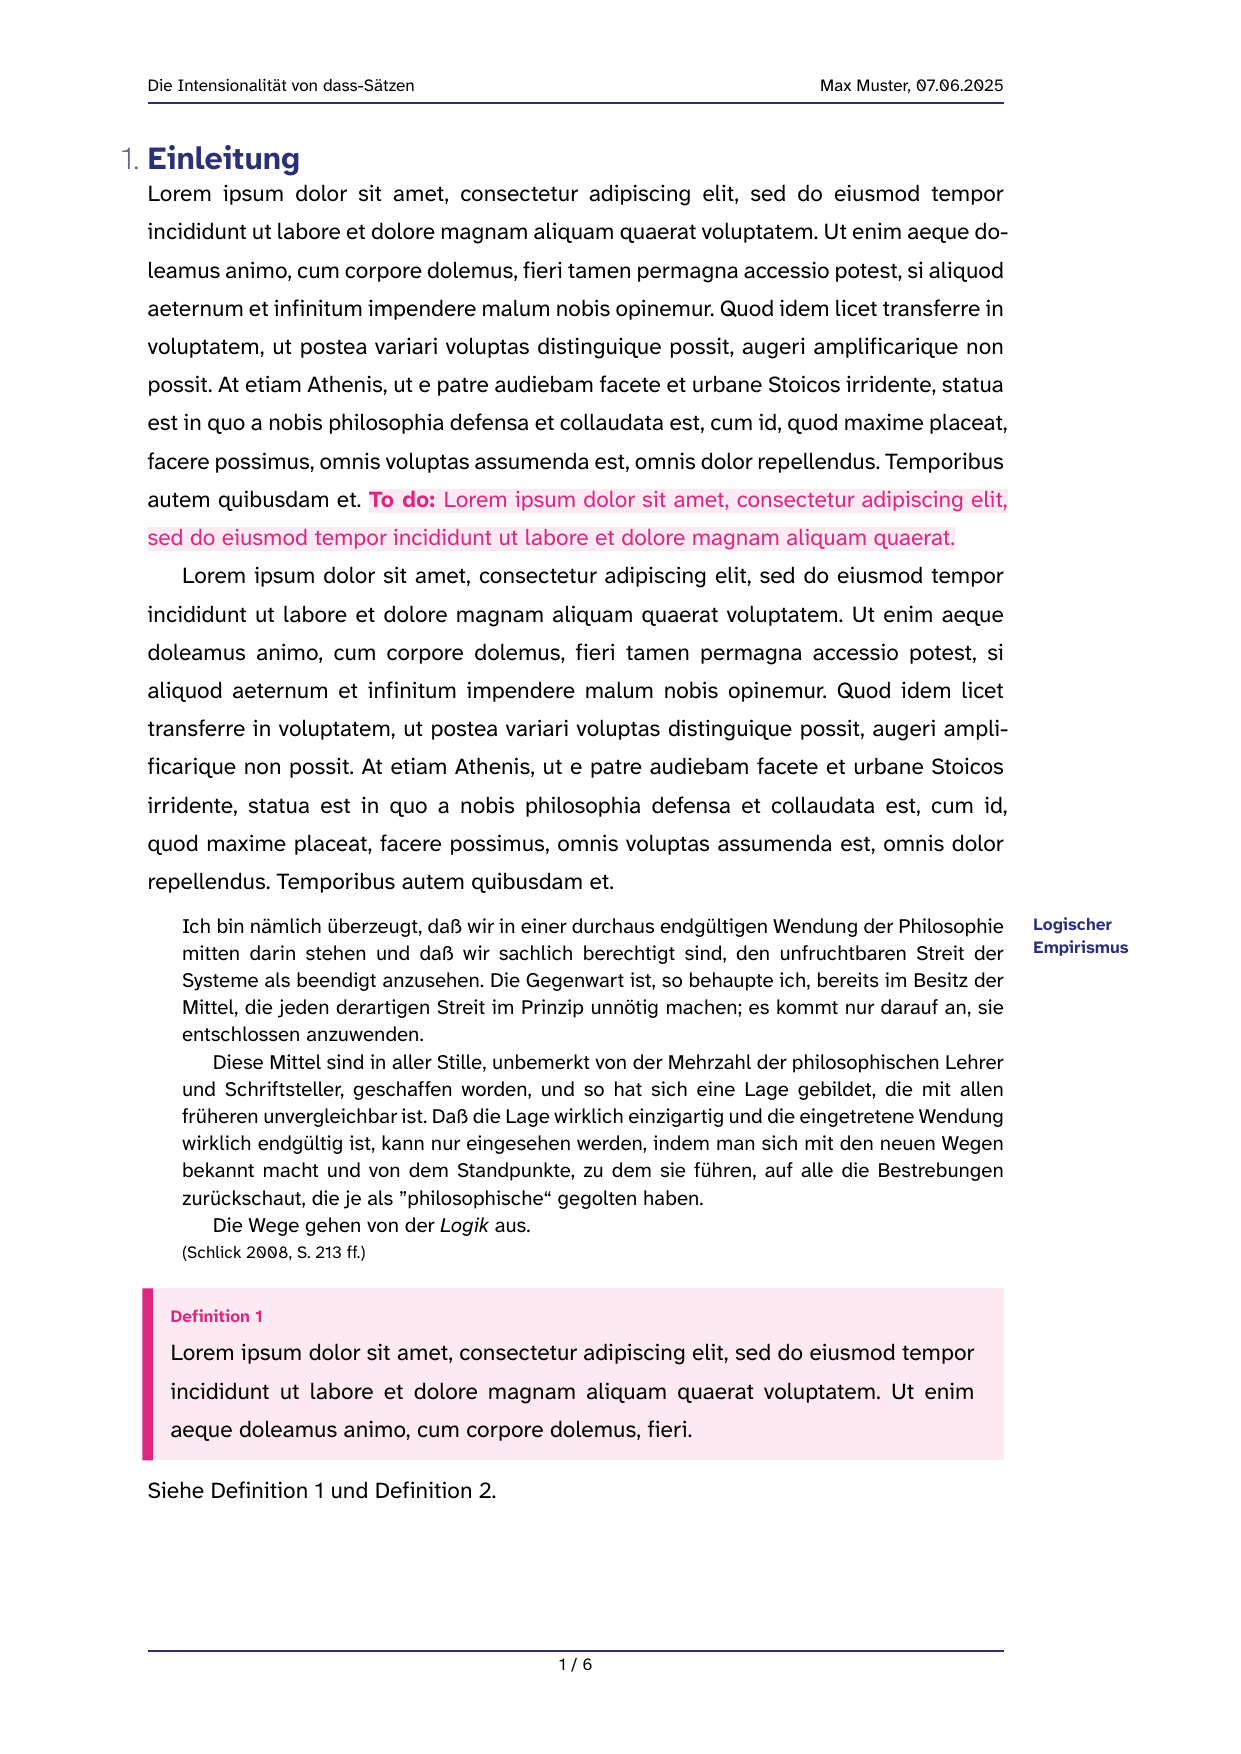 Die Intensionalität von dass-Sätzen
Max Muster, 07.06.2025
1. Einleitung
Lorem ipsum dolor sit amet, consectetur adipiscing elit, sed do eiusmod tempor
incididunt ut labore et dolore magnam aliquam quaerat voluptatem. Ut enim aeque do-
leamus animo, cum corpore dolemus, fieri tamen permagna accessio potest, si aliquod
aeternum et infinitum impendere malum nobis opinemur. Quod idem licet transferre in
voluptatem, ut postea variari voluptas distinguique possit, augeri amplificarique non
possit. At etiam Athenis, ut e patre audiebam facete et urbane Stoicos irridente, statua
est in quo a nobis philosophia defensa et collaudata est, cum id, quod maxime placeat,
facere possimus, omnis voluptas assumenda est, omnis dolor repellendus. Temporibus
autem quibusdam et. To do: Lorem ipsum dolor sit amet, consectetur adipiscing elit,
sed do eiusmod tempor incididunt ut labore et dolore magnam aliquam quaerat.
Lorem ipsum dolor sit amet, consectetur adipiscing elit, sed do eiusmod tempor
incididunt ut labore et dolore magnam aliquam quaerat voluptatem. Ut enim aeque
doleamus animo, cum corpore dolemus, fieri tamen permagna accessio potest, si
aliquod aeternum et infinitum impendere malum nobis opinemur. Quod idem licet
transferre in voluptatem, ut postea variari voluptas distinguique possit, augeri ampli-
ficarique non possit. At etiam Athenis, ut e patre audiebam facete et urbane Stoicos
irridente, statua est in quo a nobis philosophia defensa et collaudata est, cum id,
quod maxime placeat, facere possimus, omnis voluptas assumenda est, omnis dolor
repellendus. Temporibus autem quibusdam et.
Ich bin nämlich überzeugt, daß wir in einer durchaus endgültigen Wendung der Philosophie
mitten darin stehen und daß wir sachlich berechtigt sind, den unfruchtbaren Streit der
Systeme als beendigt anzusehen. Die Gegenwart ist, so behaupte ich, bereits im Besitz der
Mittel, die jeden derartigen Streit im Prinzip unnötig machen; es kommt nur darauf an, sie
entschlossen anzuwenden.
Diese Mittel sind in aller Stille, unbemerkt von der Mehrzahl der philosophischen Lehrer
und Schriftsteller, geschaffen worden, und so hat sich eine Lage gebildet, die mit allen
früheren unvergleichbar ist. Daß die Lage wirklich einzigartig und die eingetretene Wendung
wirklich endgültig ist, kann nur eingesehen werden, indem man sich mit den neuen Wegen
bekannt macht und von dem Standpunkte, zu dem sie führen, auf alle die Bestrebungen
zurückschaut, die je als ”philosophische“ gegolten haben.
Die Wege gehen von der Logik aus.
(Schlick 2008, S. 213 ff.)
Logischer
Empirismus
Definition 1
Lorem ipsum dolor sit amet, consectetur adipiscing elit, sed do eiusmod tempor
incididunt ut labore et dolore magnam aliquam quaerat voluptatem. Ut enim
aeque doleamus animo, cum corpore dolemus, fieri.
Siehe Definition 1 und Definition 2.
1 / 6